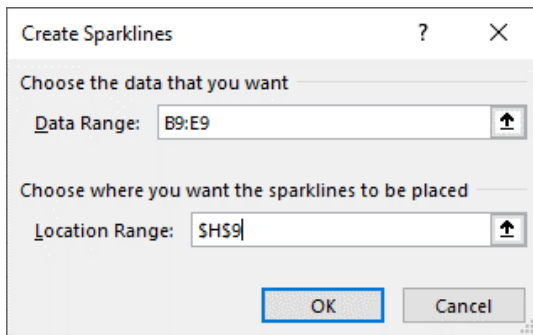 Create Sparklines ? ×
Choose the data that you want
Data Range: B9:E9
Choose where you want the sparklines to be placed
Location Range: $H$9
OK Cancel